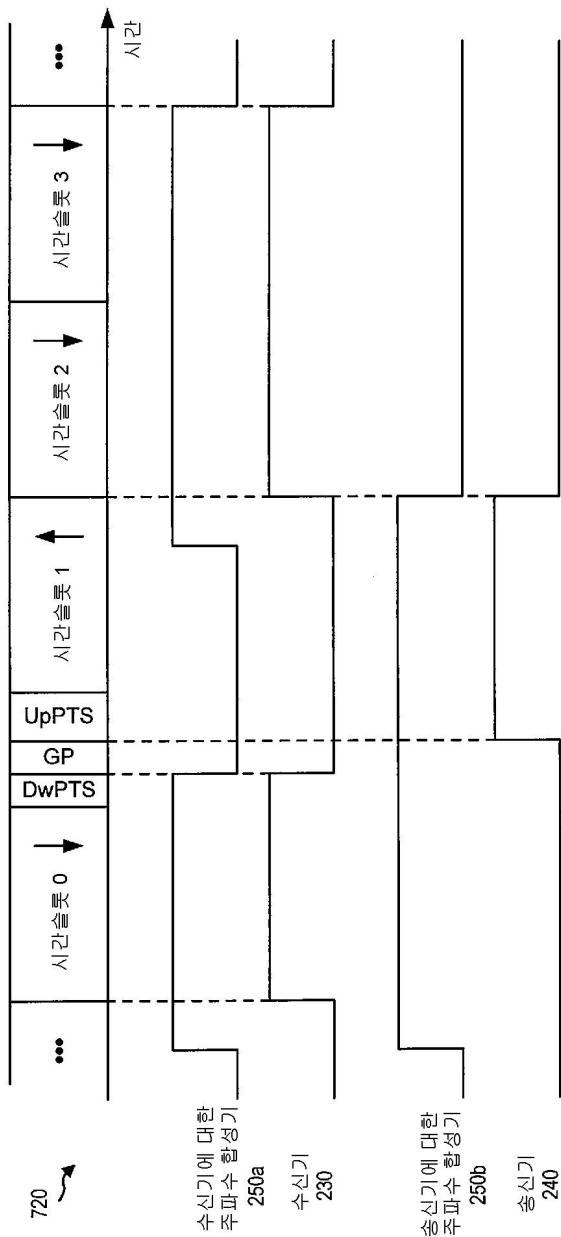 720
•••
시간슬롯 0
DwPTS
GP
UpPTS
시간슬롯 1
시간슬롯 2
시간슬롯 3
•••
시간
수신기에 대한
주파수 합성기
250a
수신기
230
송신기에 대한
주파수 합성기
250b
송신기
240